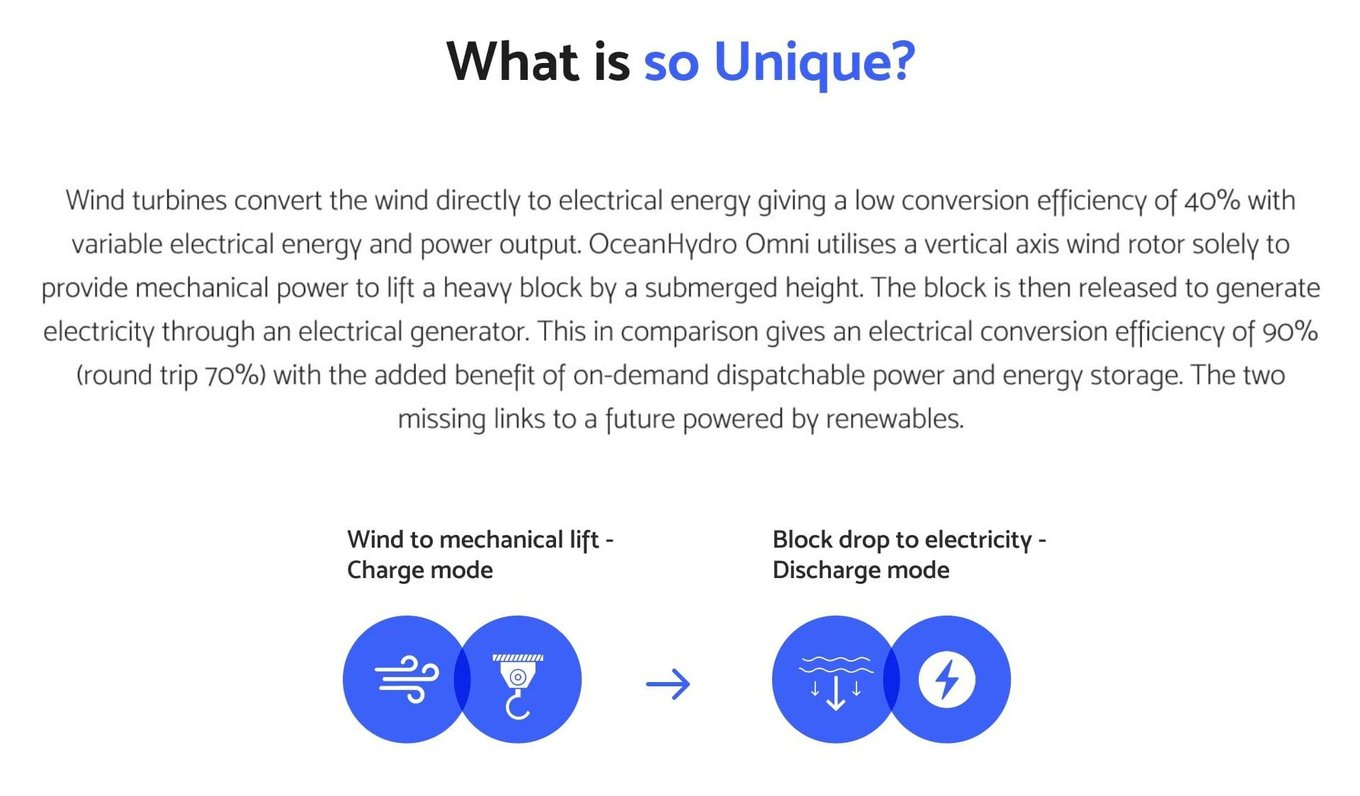 What is so Unique?
Wind turbines convert the wind directly to electrical energy giving a low conversion efficiency of 40% with
variable electrical energy and power output. OceanHydro Omni utilises a vertical axis wind rotor solely to
provide mechanical power to lift a heavy block by a submerged height. The block is then released to generate
electricity through an electrical generator. This in comparison gives an electrical conversion efficiency of 90%
(round trip 70%) with the added benefit of on-demand dispatchable power and energy storage. The two
missing links to a future powered by renewables.
Wind to mechanical lift -
Charge mode
Block drop to electricity -
Discharge mode